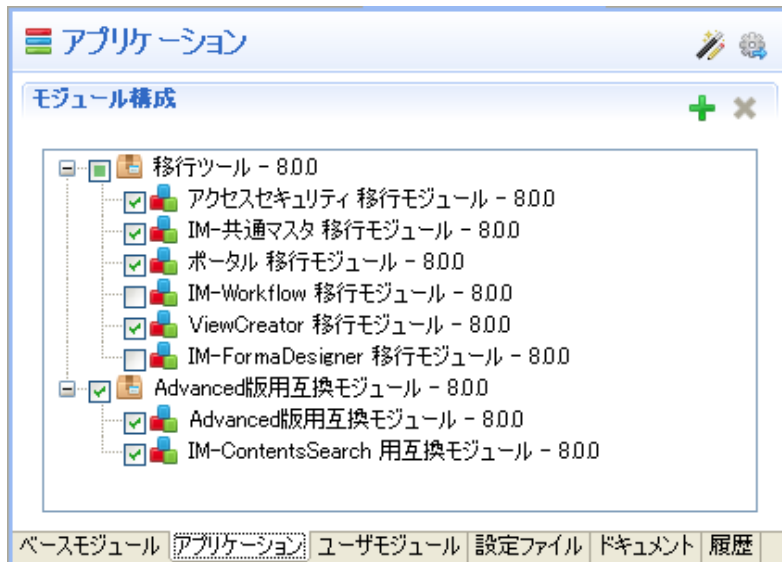 アプリケーション
モジュール構成
移行ツール - 8.0.0
アクセスセキュリティ 移行モジュール - 8.0.0
IM-共通マスタ 移行モジュール - 8.0.0
ポータル 移行モジュール - 8.0.0
IM-Workflow 移行モジュール - 8.0.0
ViewCreator 移行モジュール - 8.0.0
IM-FormaDesigner 移行モジュール - 8.0.0
Advanced版用互換モジュール - 8.0.0
Advanced版用互換モジュール - 8.0.0
IM-ContentsSearch 用互換モジュール - 8.0.0
ベースモジュール アプリケーション ユーザモジュール 設定ファイル ドキュメント 履歴